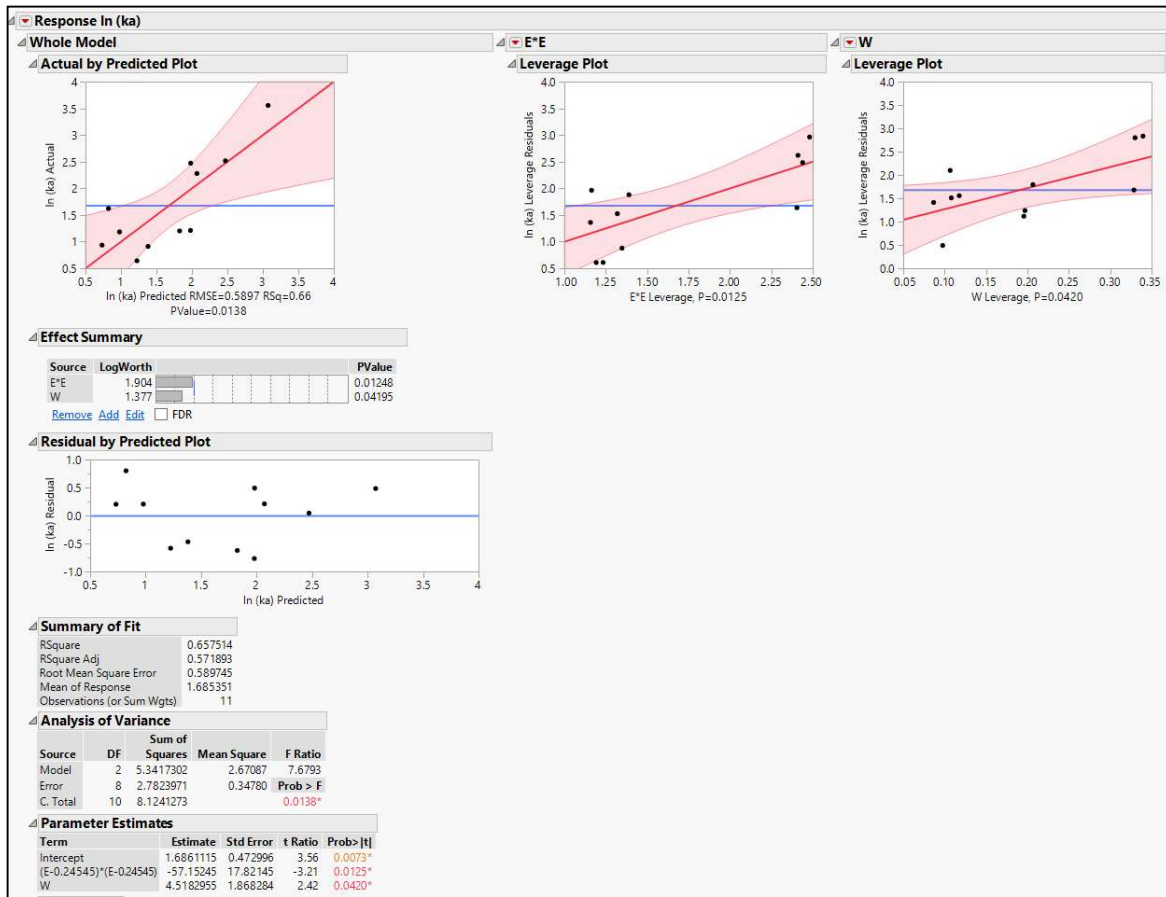 Response ln (ka)
Whole Model
Actual by Predicted Plot
ln (ka) Actual
4
3.5
3
2.5
2
1.5
1
0.5
0.5 1 1.5 2 2.5 3 3.5 4
ln (ka) Predicted RMSE=0.5897 RSq=0.66
PValue=0.0138
E*E
Leverage Plot
ln (ka) Leverage Residuals
4.0
3.5
3.0
2.5
2.0
1.5
1.0
0.5
1.00 1.25 1.50 1.75 2.00 2.25 2.50
E*E Leverage, P=0.0125
W
Leverage Plot
ln (ka) Leverage Residuals
4.0
3.5
3.0
2.5
2.0
1.5
1.0
0.5
0.0
0.05 0.10 0.15 0.20 0.25 0.30 0.35
W Leverage, P=0.0420
Effect Summary
Source LogWorth PValue
E*E 1.904 0.01248
W 1.377 0.04195
Remove Add Edit FDR
Residual by Predicted Plot
ln (ka) Residual
1.0
0.5
0.0
-0.5
-1.0
0.5 1 1.5 2 2.5 3 3.5 4
ln (ka) Predicted
Summary of Fit
RSquare 0.657514
RSquare Adj 0.571893
Root Mean Square Error 0.589745
Mean of Response 1.685351
Observations (or Sum Wgts) 11
Analysis of Variance
Sum of
Source DF Squares Mean Square F Ratio
Model 2 5.3417302 2.67087 7.6793
Error 8 2.7823971 0.34780 Prob > F
C. Total 10 8.1241273 0.0138*
Parameter Estimates
Term Estimate Std Error t Ratio Prob>|t|
Intercept 1.6861115 0.472996 3.56 0.0073*
(E-0.24545)*(E-0.24545) -57.15245 17.82145 -3.21 0.0125*
W 4.5182955 1.868284 2.42 0.0420*